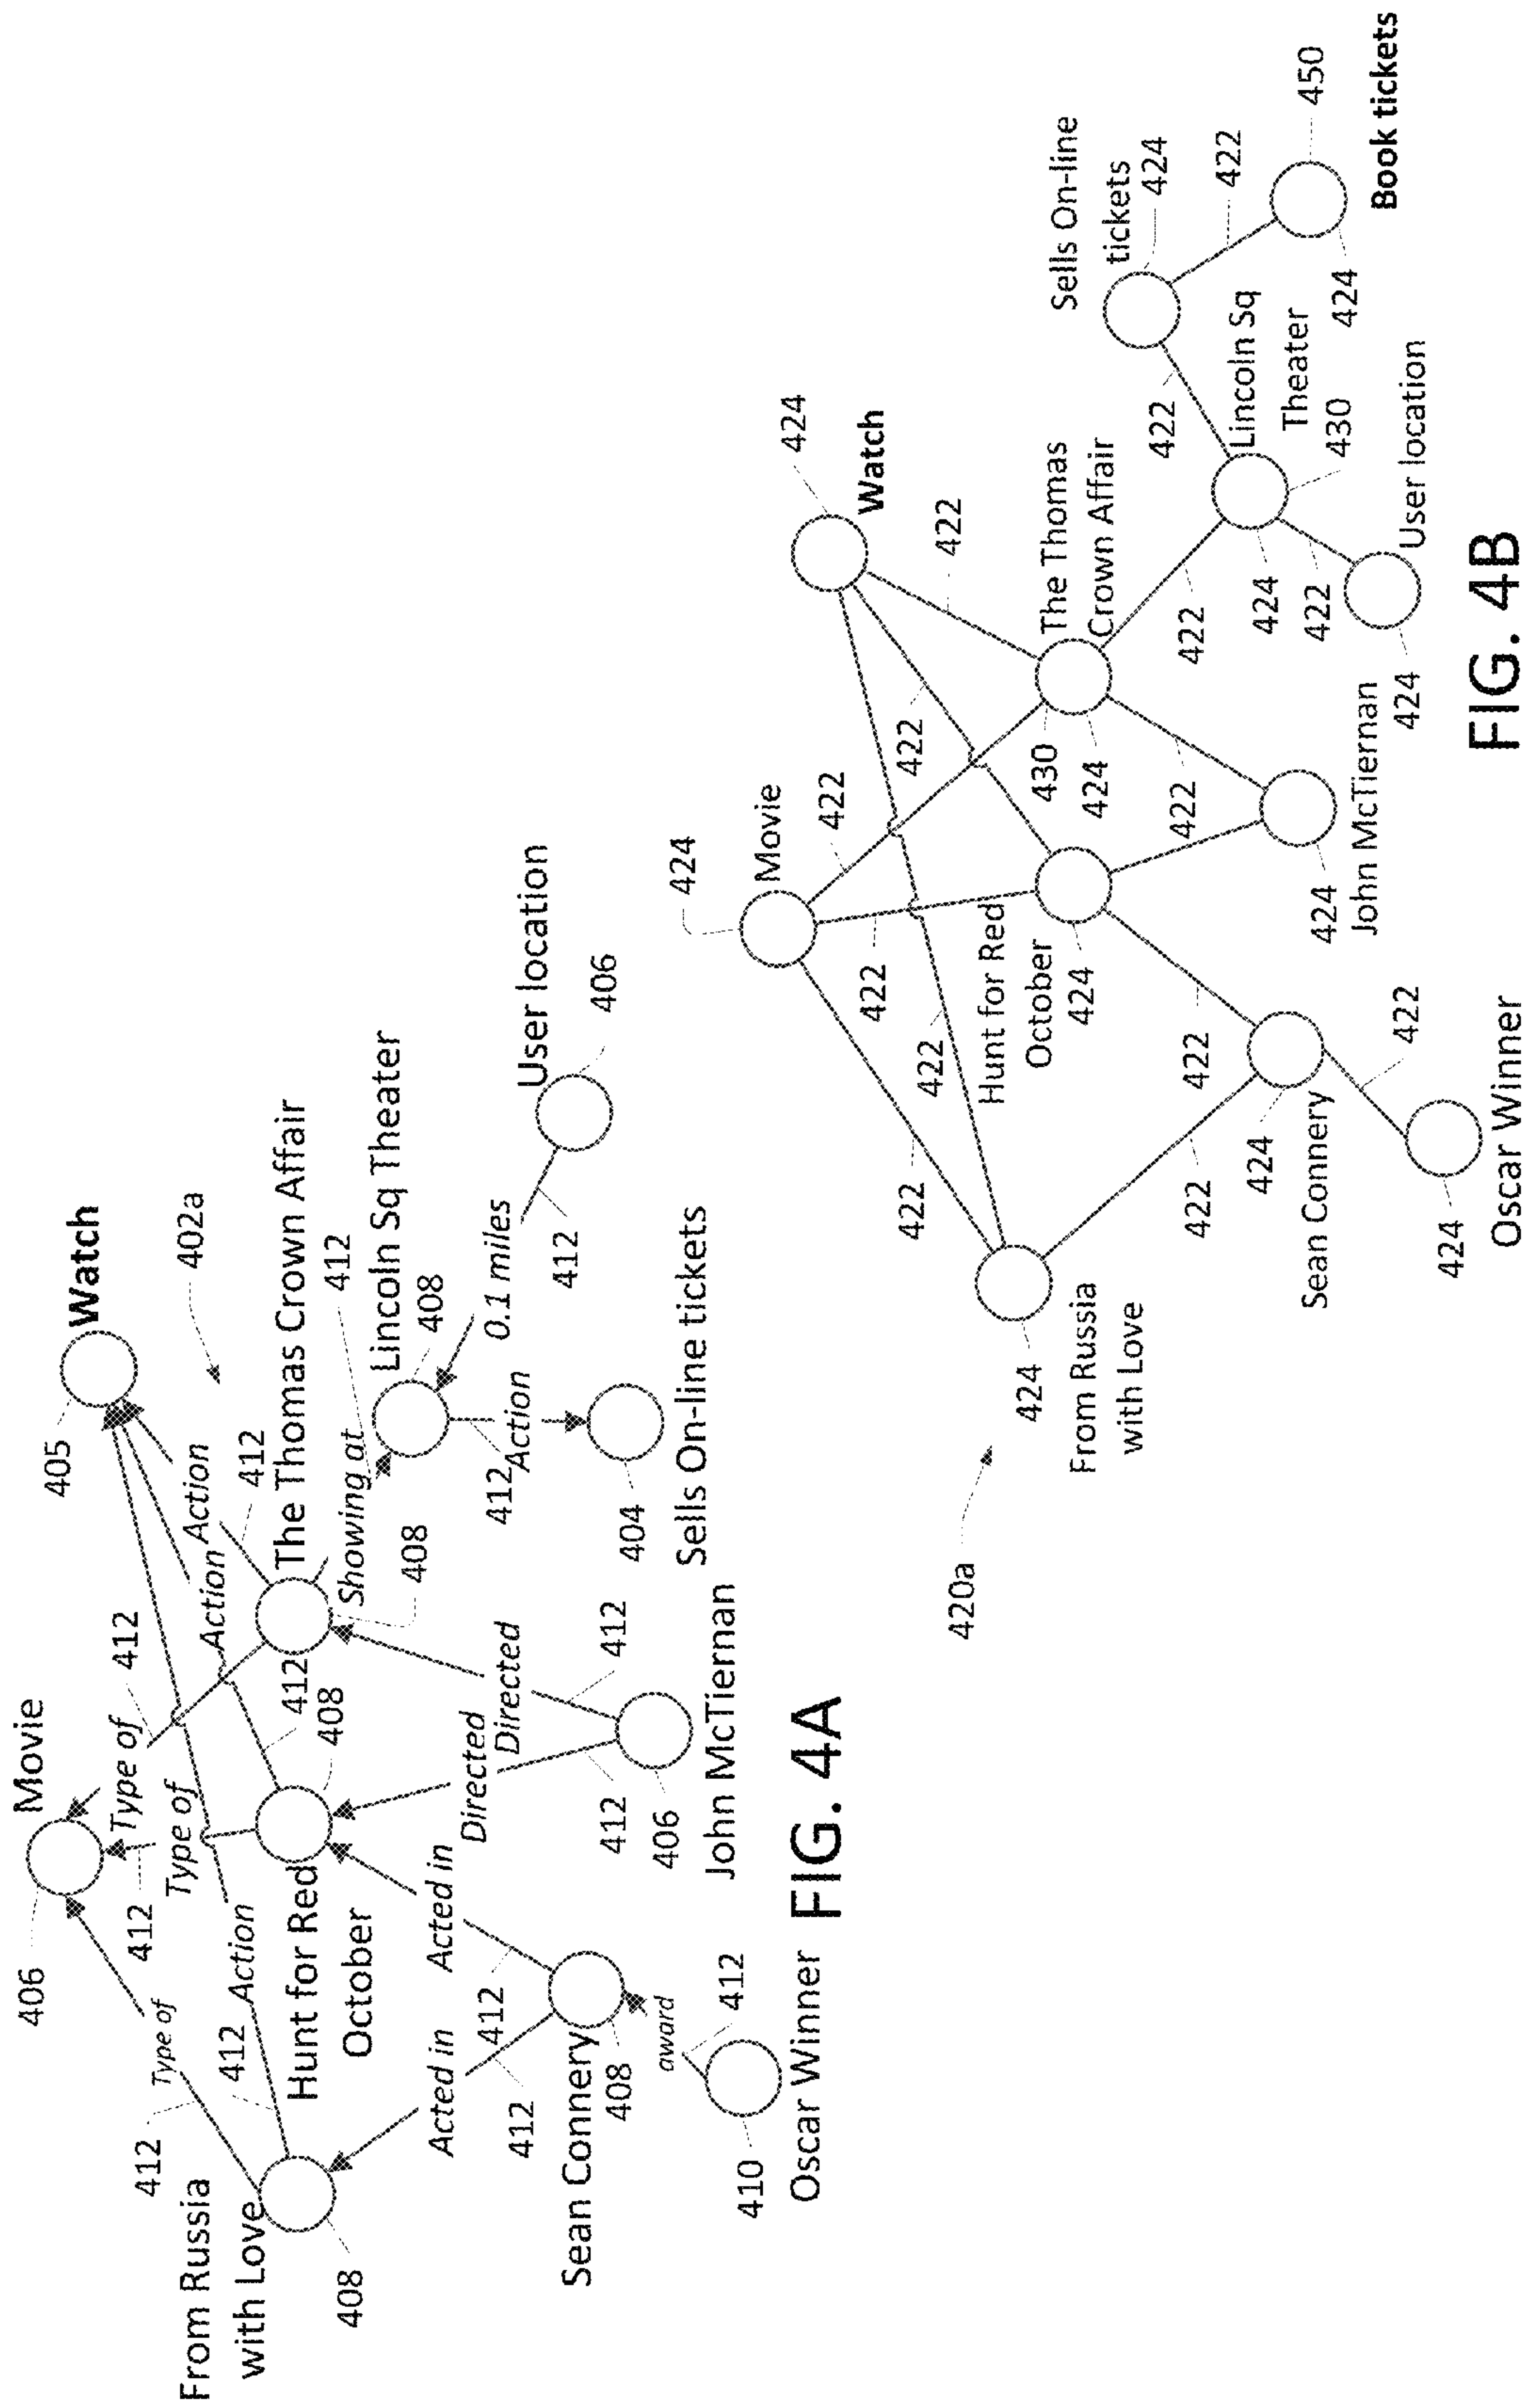 Movie
406
Watch
405
402a
Type of
412
Type of
412
Type of
412
Action
412
Action
412
Action
412
From Russia
with Love
408
Hunt for Red
October
408
The Thomas Crown Affair
408
Showing at
412
Lincoln Sq Theater
408
0.1 miles
412
User location
406
Action
412
404
Sells On-line tickets
Acted in
412
Acted in
412
Directed
412
Directed
412
Sean Connery
408
406
John McTiernan
award
412
410
Oscar Winner
FIG. 4A
424
Movie
424
Watch
422
422
422
422
422
422
From Russia
with Love
424
Hunt for Red
October
424
The Thomas
Crown Affair
430
424
422
422
422
422
Sean Connery
424
422
424
Oscar Winner
424
John McTiernan
422
Lincoln Sq
Theater
430
424
422
424
User location
422
Sells On-line
tickets
424
422
450
424
Book tickets
420a
FIG. 4B